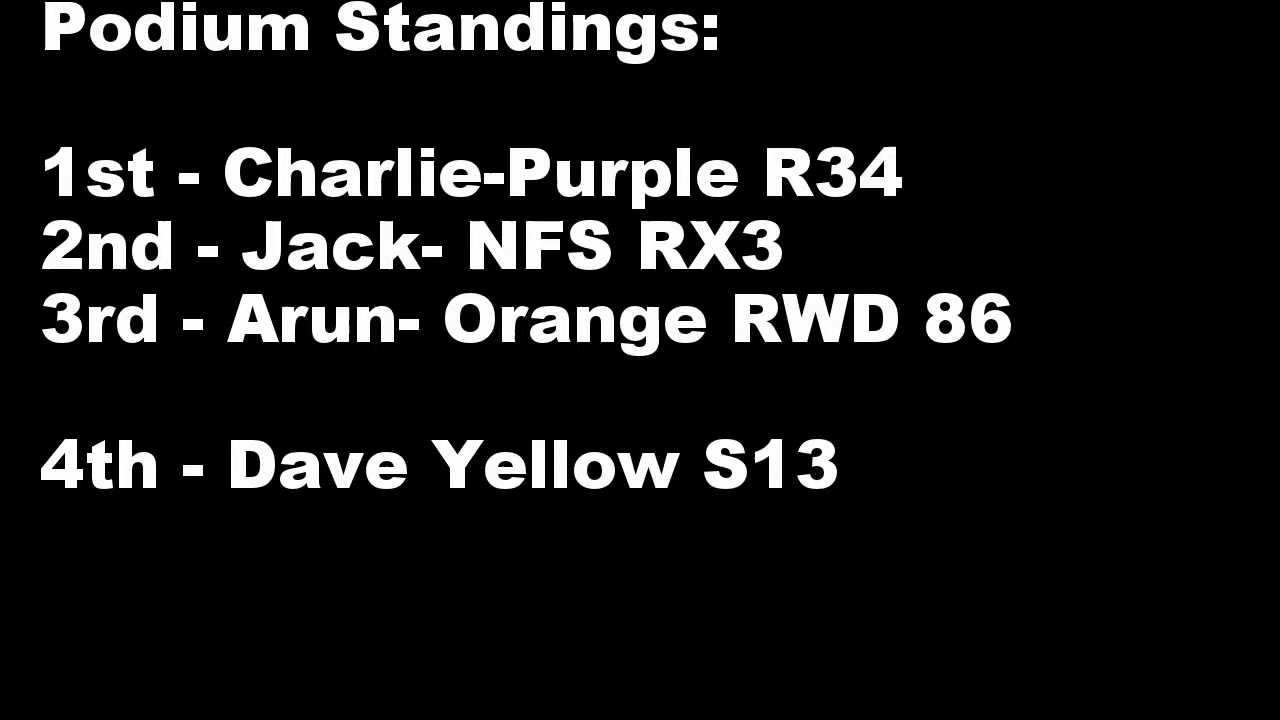 Podium Standings:
1st - Charlie-Purple R34
2nd - Jack- NFS RX3
3rd - Arun- Orange RWD 86
4th - Dave Yellow S13